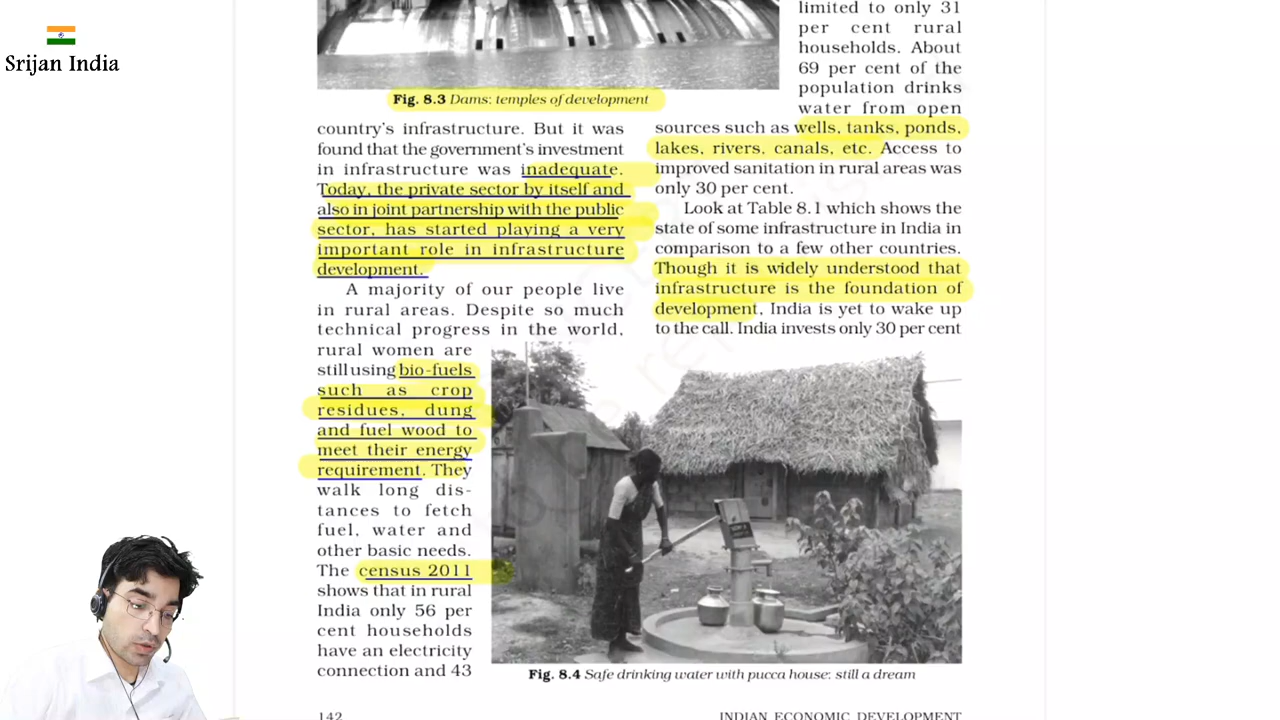 Srijan India
limited to only 31
per cent rural
households. About
69 per cent of the
population drinks
water from open
Fig. 8.3 Dams: temples of development
country's infrastructure. But it was
found that the government's investment
in infrastructure was inadequate.
Today, the private sector by itself and
also in joint partnership with the public
sector, has started playing a very
important role in infrastructure
development.
A majority of our people live
in rural areas. Despite so much
technical progress in the world,
rural women are
still using bio-fuels
such as crop
residues, dung
and fuel wood to
meet their energy
requirement. They
walk long dis-
tances to fetch
fuel, water and
other basic needs.
The census 2011
shows that in rural
India only 56 per
cent households
have an electricity
connection and 43
sources such as wells, tanks, ponds,
lakes, rivers, canals, etc. Access to
improved sanitation in rural areas was
only 30 per cent.
Look at Table 8.1 which shows the
state of some infrastructure in India in
comparison to a few other countries.
Though it is widely understood that
infrastructure is the foundation of
development, India is yet to wake up
to the call. India invests only 30 per cent
Fig. 8.4 Safe drinking water with pucca house: still a dream
142
INDIAN ECONOMIC DEVELOPMENT